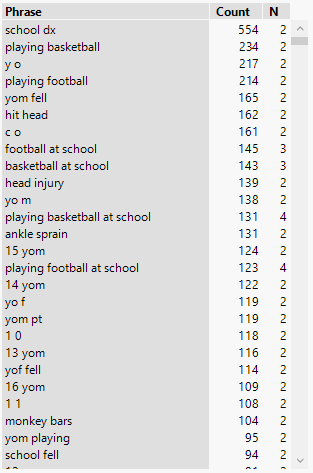 Phrase Count N
school dx 554 2
playing basketball 234 2
y o 217 2
playing football 214 2
yom fell 165 2
hit head 162 2
c o 161 2
football at school 145 3
basketball at school 143 3
head injury 139 2
yo m 138 2
playing basketball at school 131 4
ankle sprain 131 2
15 yom 124 2
playing football at school 123 4
14 yom 122 2
yo f 119 2
yom pt 119 2
1 0 118 2
13 yom 116 2
yof fell 114 2
16 yom 109 2
1 1 108 2
monkey bars 104 2
yom playing 95 2
school fell 94 2